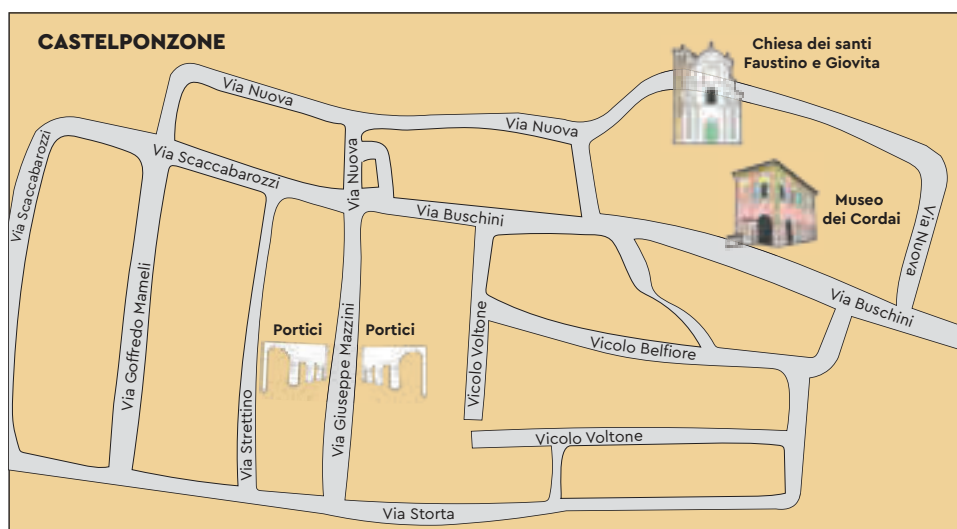 CASTELPONZONE
Chiesa dei santi
Faustino e Giovita
Via Nuova
Via Nuova
Via Scaccabarozzi
Via Scaccabarozzi
Via Nuova
Via Buschini
Museo
dei Cordai
Via Nuova
Via Buschini
Via Goffredo Mameli
Portici
Portici
Via Giuseppe Mazzini
Vicolo Voltone
Vicolo Belfiore
Via Strettino
Vicolo Voltone
Via Storta